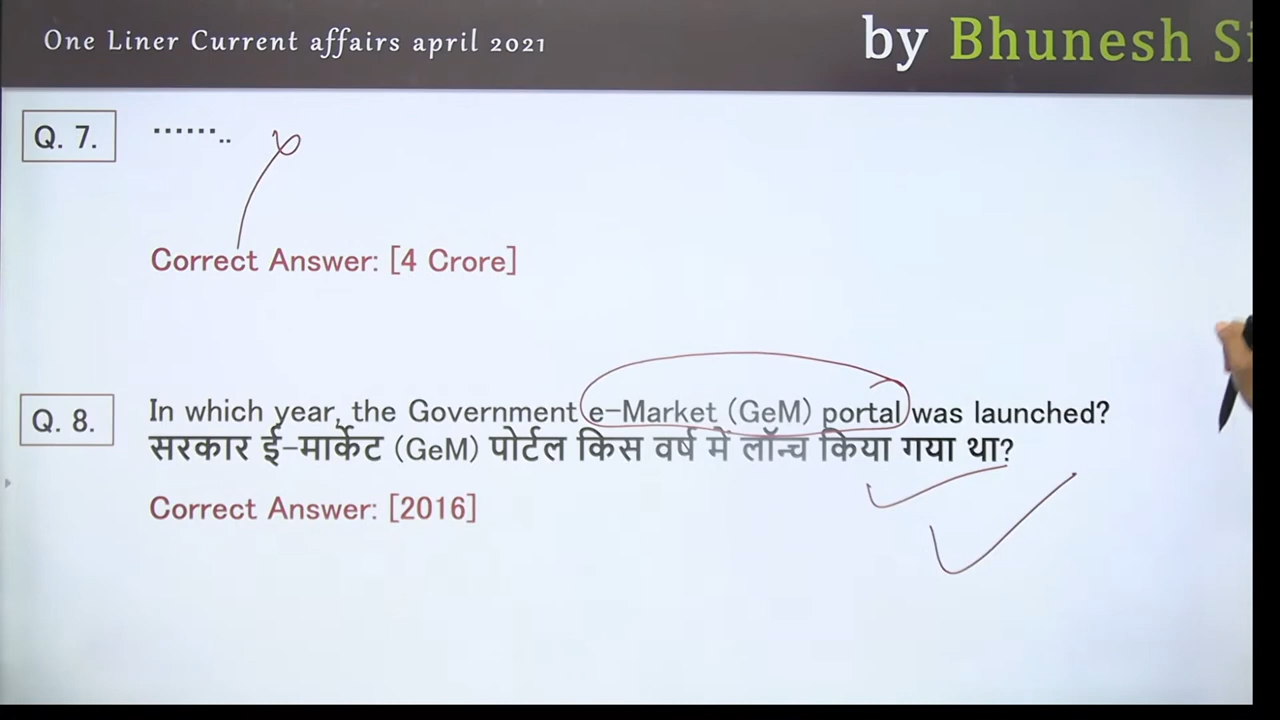 One Liner Current affairs april 2021
by Bhunesh Si
Q. 7. ........
Correct Answer: [4 Crore]
Q. 8. In which year, the Government e-Market (GeM) portal was launched?
सरकार ई-मार्केट (GeM) पोर्टल किस वर्ष में लॉन्च किया गया था?
Correct Answer: [2016]